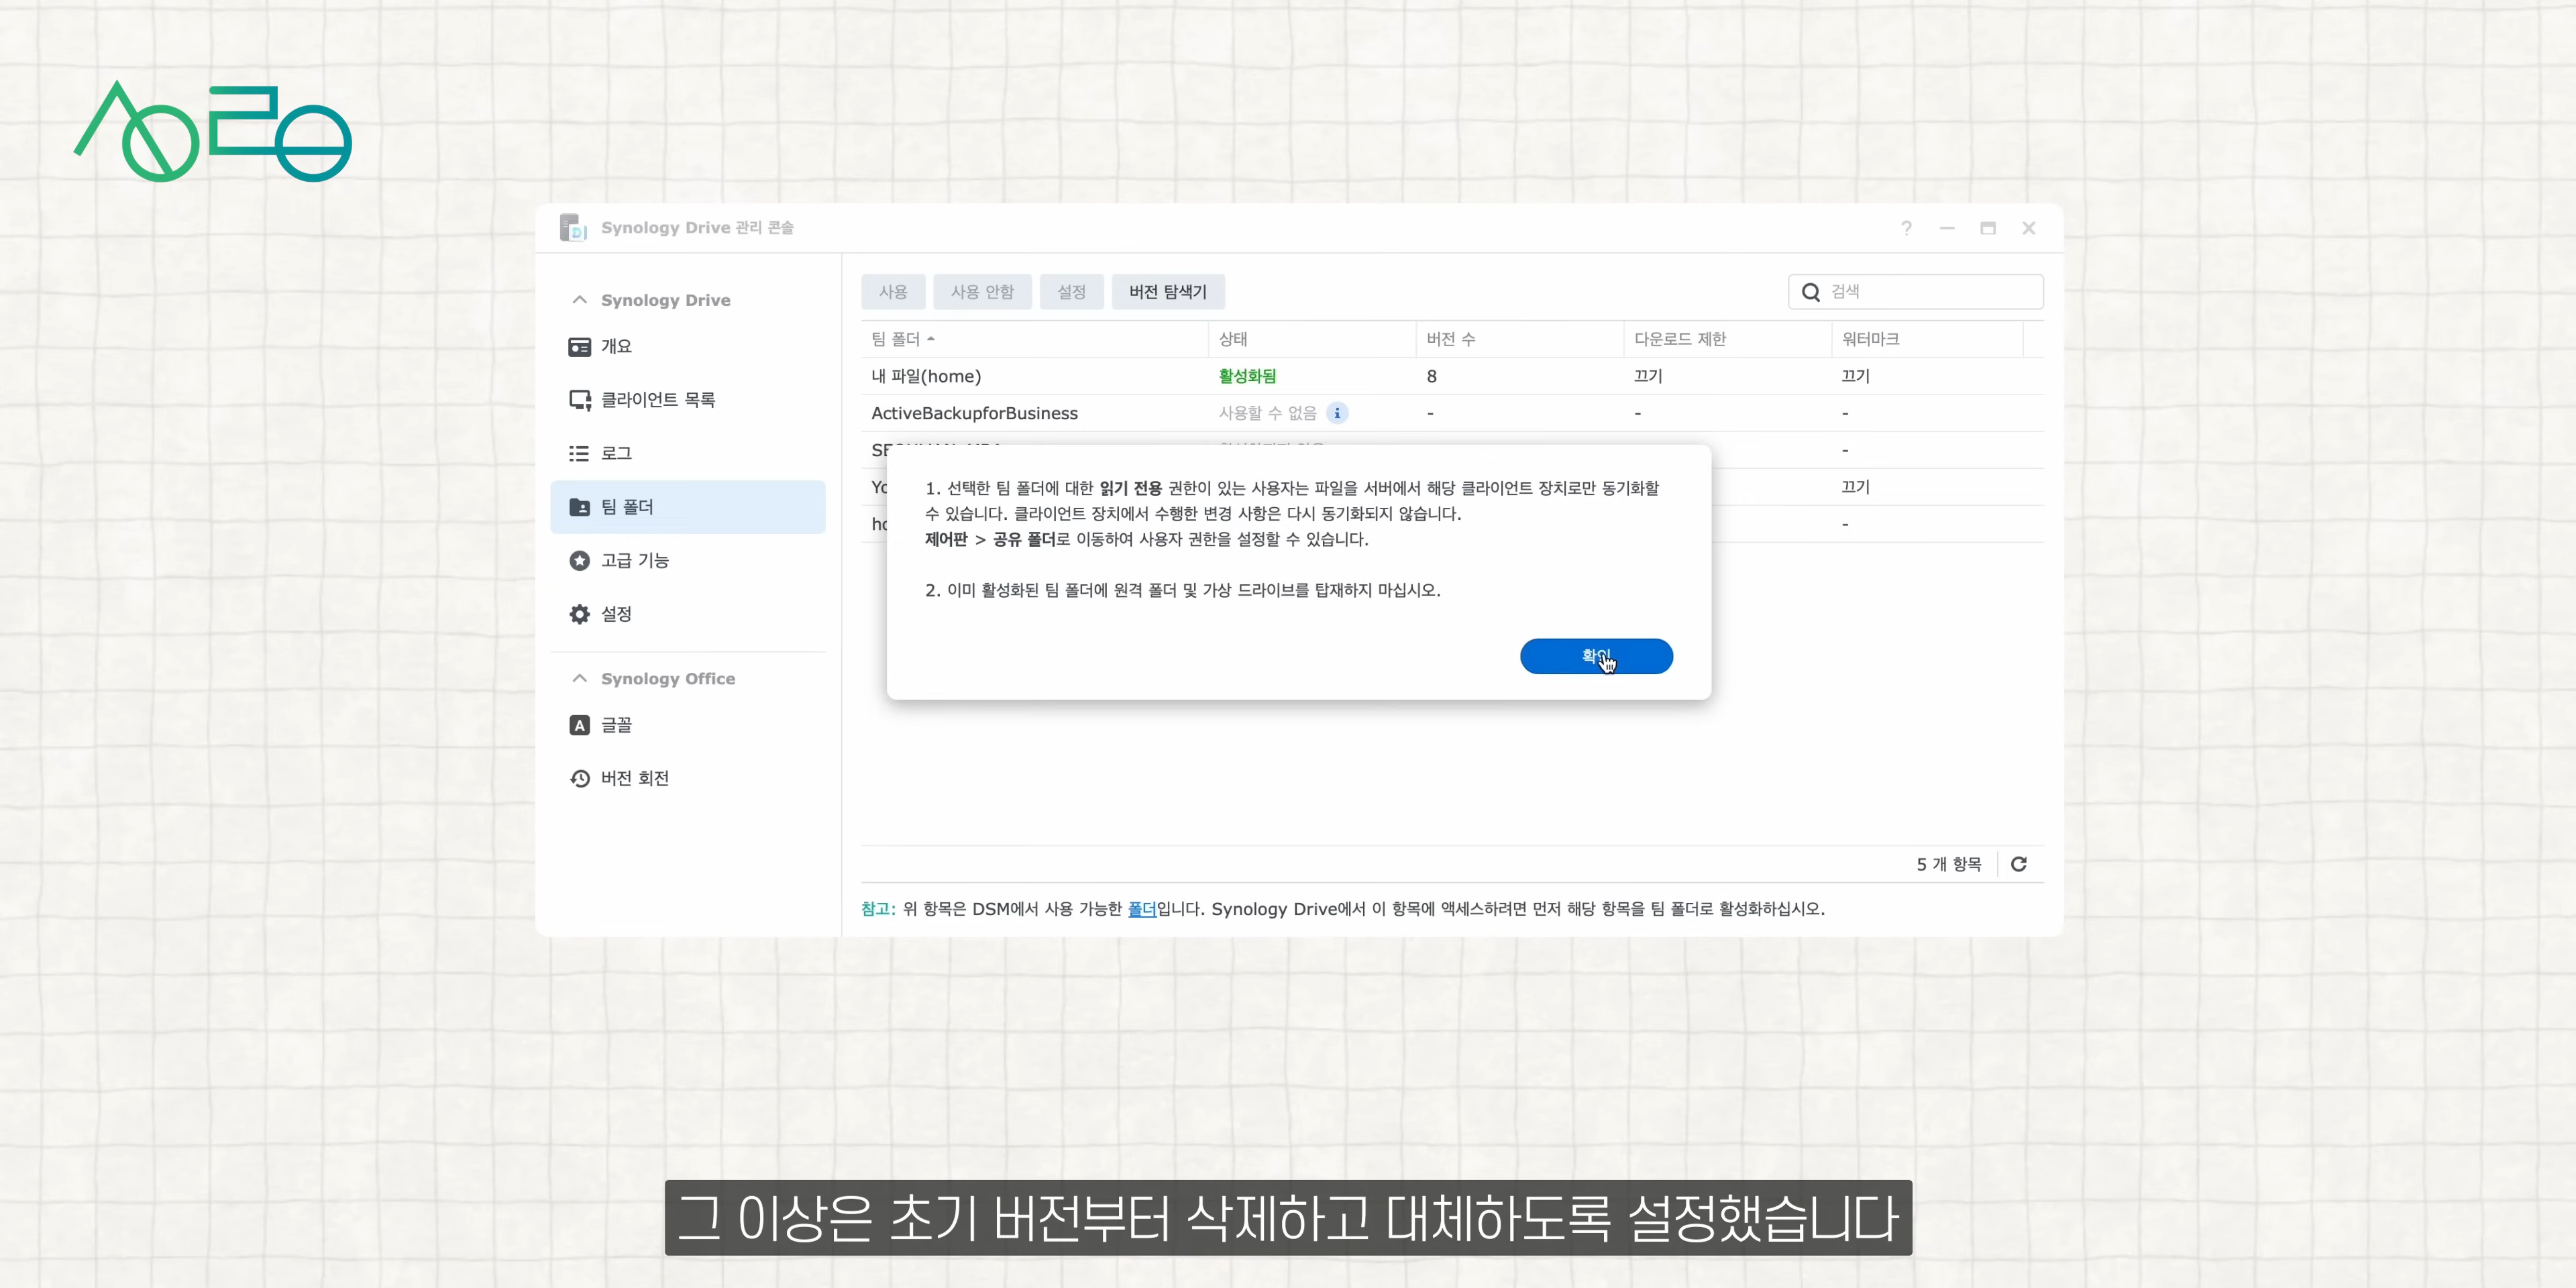 Synology Drive 관리 콘솔
Synology Drive
개요
클라이언트 목록
로그
팀 폴더
고급 기능
설정
Synology Office
글꼴
버전 회전
사용 사용 안함 설정 버전 탐색기
검색
팀 폴더 상태 버전 수 다운로드 제한 워터마크
내 파일(home) 활성화됨 8 끄기 끄기
ActiveBackupforBusiness 사용할 수 없음 - - -
-
끄기
-
1. 선택한 팀 폴더에 대한 읽기 전용 권한이 있는 사용자는 파일을 서버에서 해당 클라이언트 장치로만 동기화할
수 있습니다. 클라이언트 장치에서 수행한 변경 사항은 다시 동기화되지 않습니다.
제어판 > 공유 폴더로 이동하여 사용자 권한을 설정할 수 있습니다.
2. 이미 활성화된 팀 폴더에 원격 폴더 및 가상 드라이브를 탑재하지 마십시오.
확인
5 개 항목
참고: 위 항목은 DSM에서 사용 가능한 폴더입니다. Synology Drive에서 이 항목에 액세스하려면 먼저 해당 항목을 팀 폴더로 활성화하십시오.
그 이상은 초기 버전부터 삭제하고 대체하도록 설정했습니다